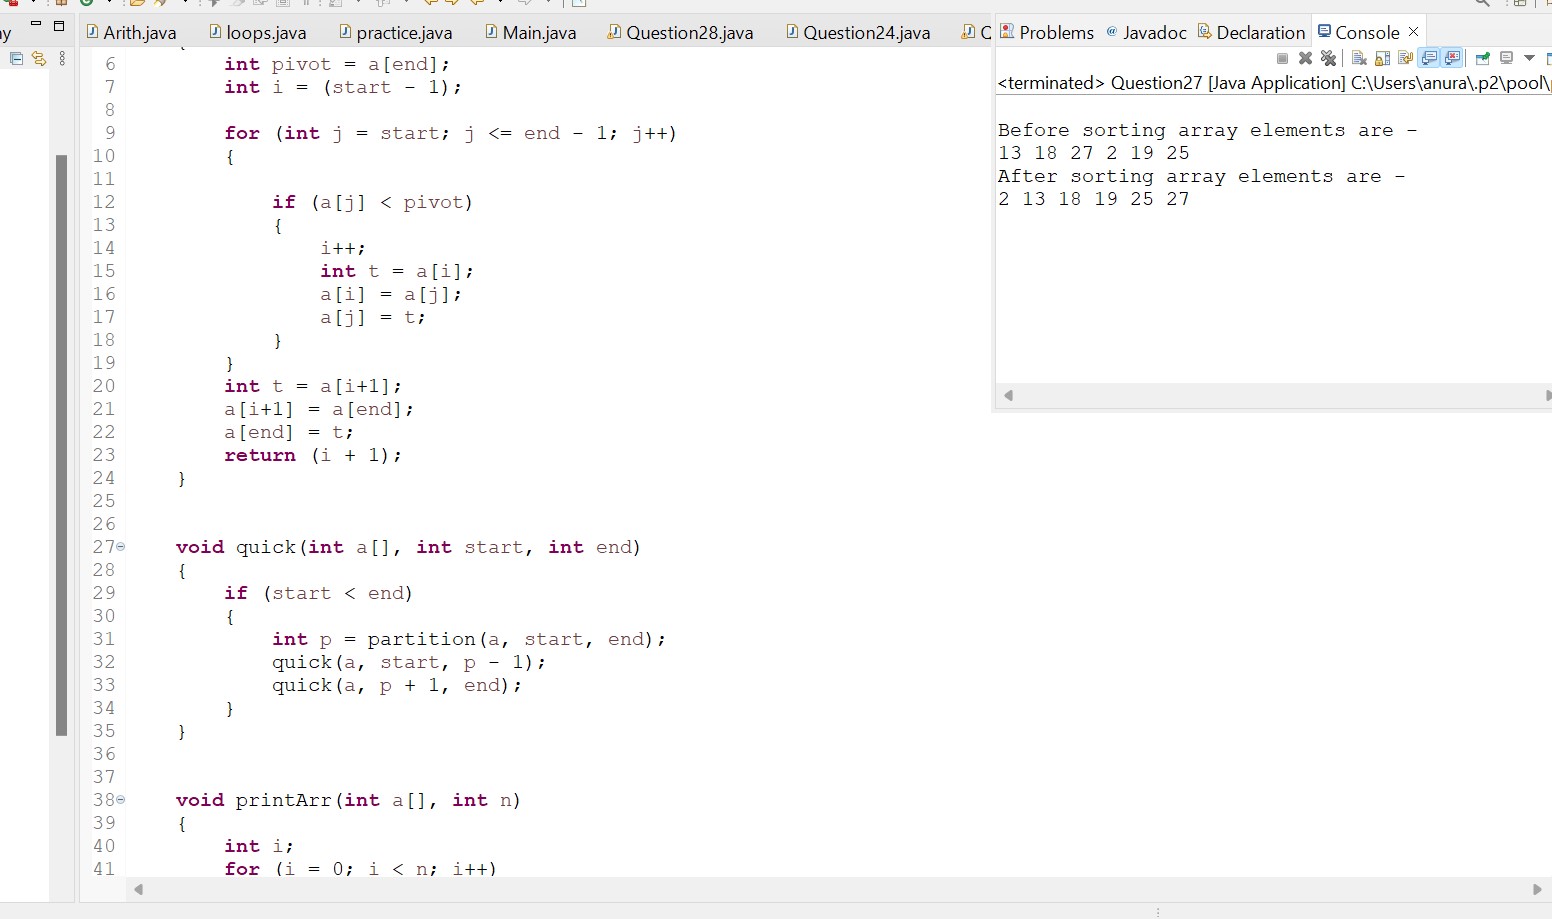 y
Arith.java loops.java practice.java Main.java Question28.java Question24.java
6 int pivot = a[end];
7 int i = (start - 1);
8
9 for (int j = start; j <= end - 1; j++)
10 {
11
12 if (a[j] < pivot)
13 {
14 i++;
15 int t = a[i];
16 a[i] = a[j];
17 a[j] = t;
18 }
19 }
20 int t = a[i+1];
21 a[i+1] = a[end];
22 a[end] = t;
23 return (i + 1);
24 }
25
26
27 void quick(int a[], int start, int end)
28 {
29 if (start < end)
30 {
31 int p = partition(a, start, end);
32 quick(a, start, p - 1);
33 quick(a, p + 1, end);
34 }
35 }
36
37
38 void printArr(int a[], int n)
39 {
40 int i;
41 for (i = 0; i < n; i++)
Problems @ Javadoc Declaration Console ×
<terminated> Question27 [Java Application] C:\Users\anura\.p2\pool\
Before sorting array elements are -
13 18 27 2 19 25
After sorting array elements are -
2 13 18 19 25 27